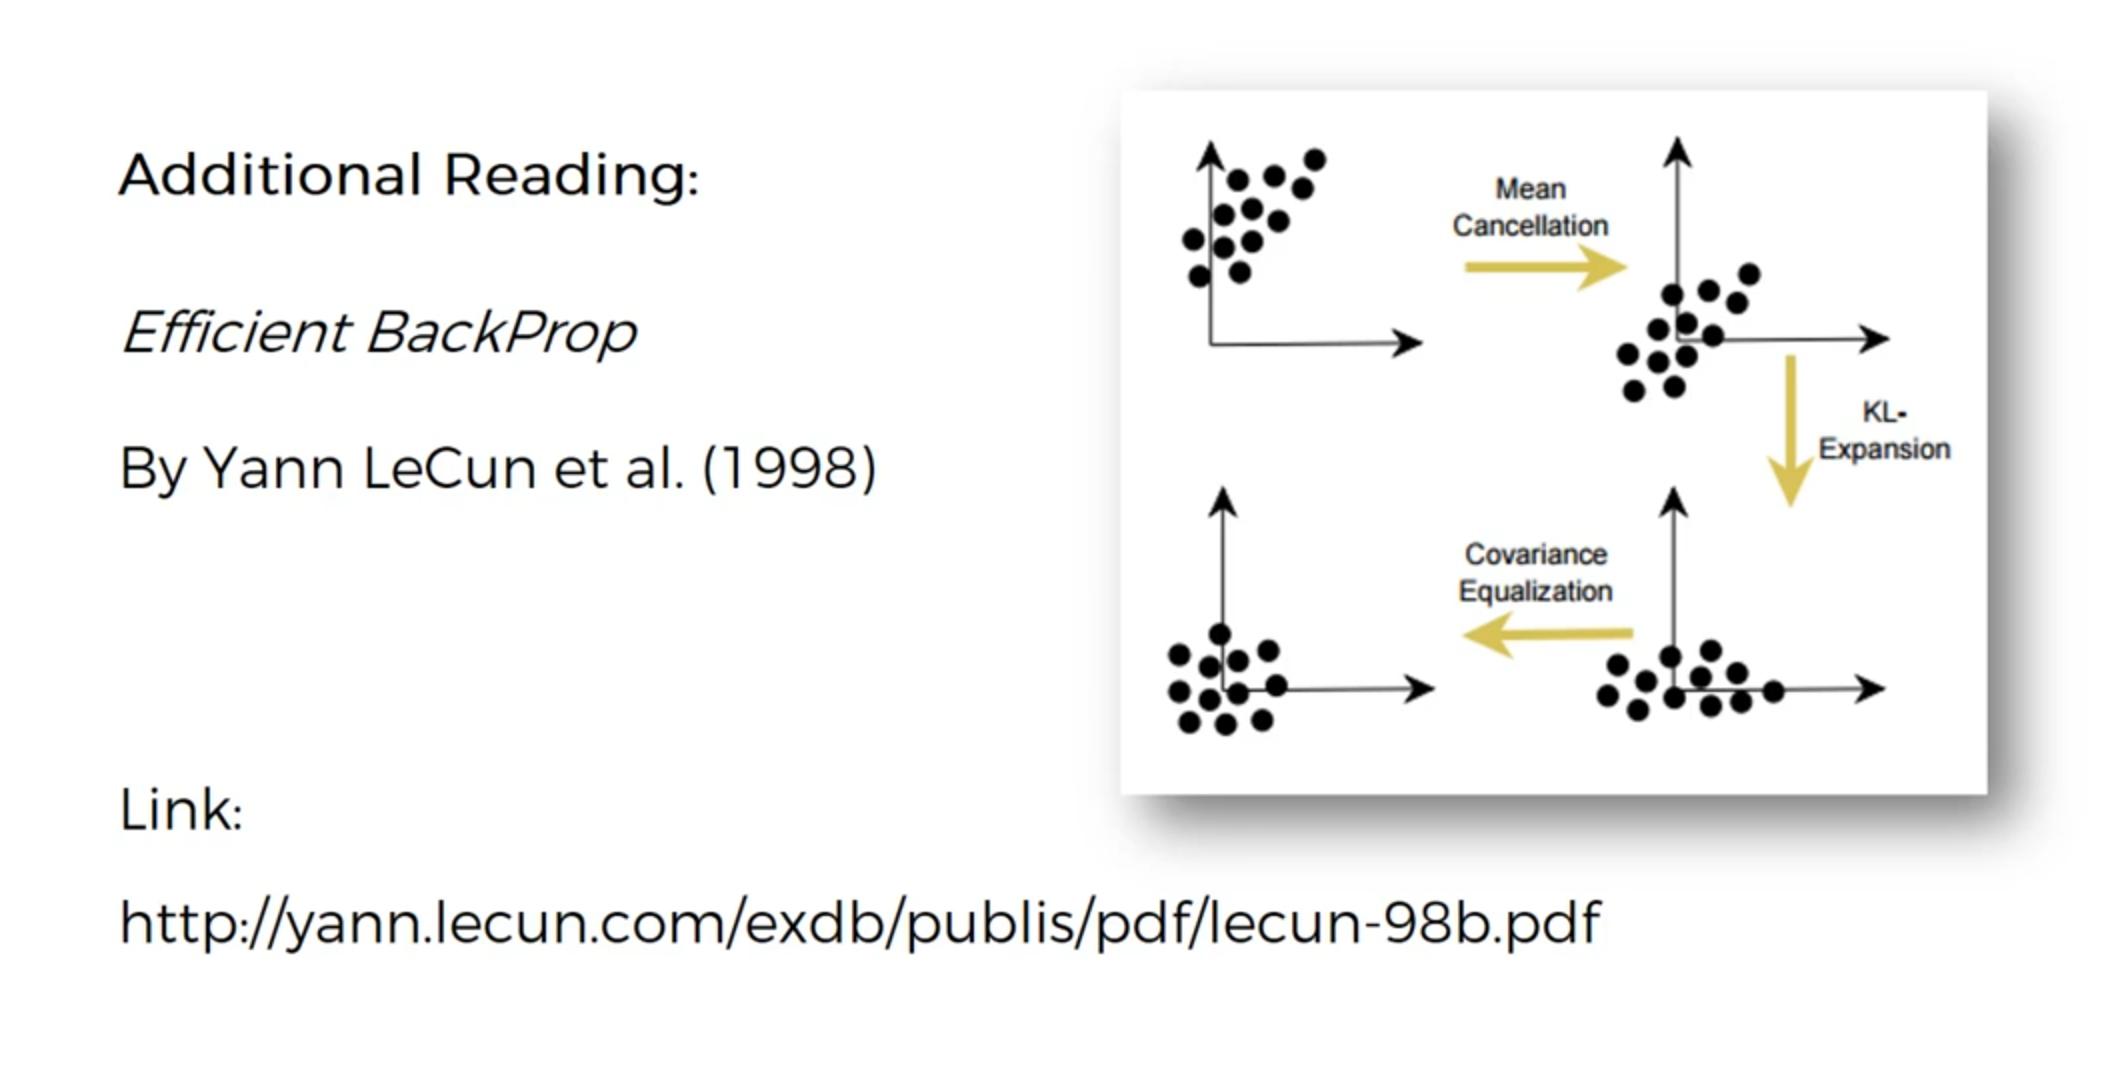 Additional Reading:
Efficient BackProp
By Yann LeCun et al. (1998)
Link:
http://yann.lecun.com/exdb/publis/pdf/lecun-98b.pdf
Mean
Cancellation
KL-
Expansion
Covariance
Equalization